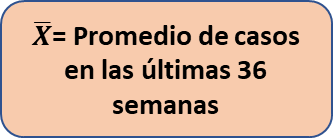 X̅= Promedio de casos
en las últimas 36
semanas